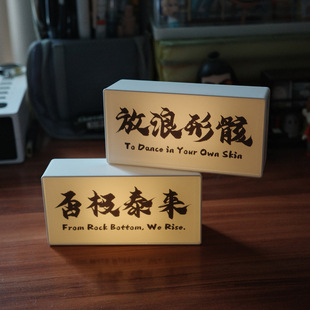 放浪形骸
To Dance in Your Own Skin
否极泰来
From Rock Bottom, We Rise.